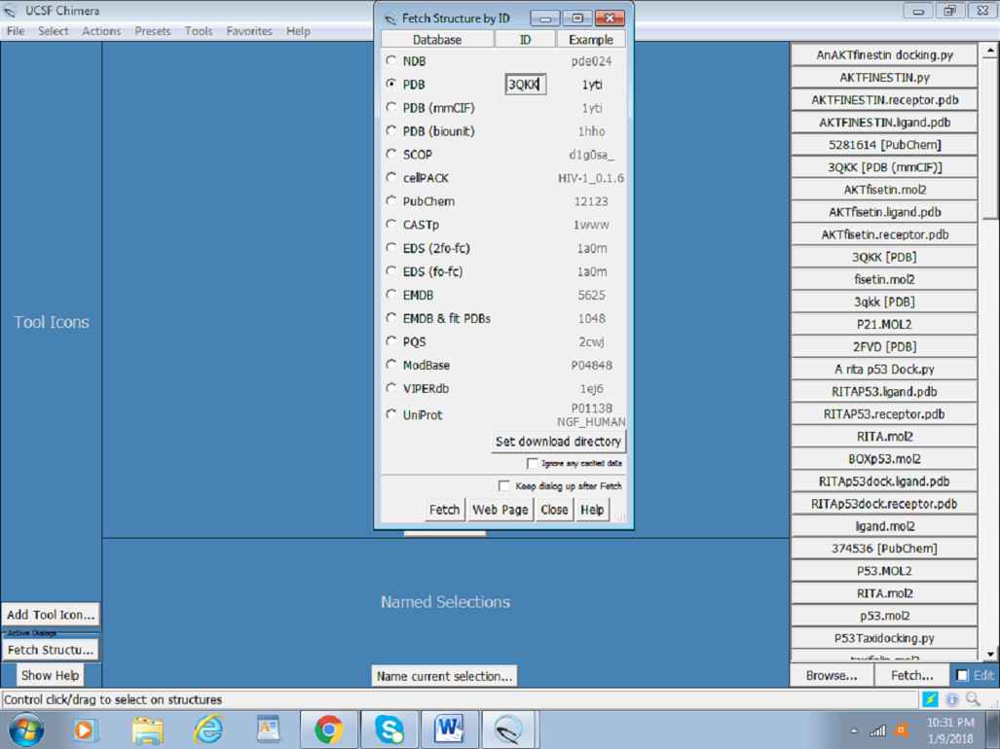 UCSF Chimera
File Select Actions Presets Tools Favorites Help
Fetch Structure by ID
Database ID Example
NDB pde024
PDB 3QKK 1yti
PDB (mmCIF) 1yti
PDB (biounit) 1hho
SCOP d1g0sa_
cellPACK HIV-1_0.1.6
PubChem 12123
CASTp 1www
EDS (2fo-fc) 1a0m
EDS (fo-fc) 1a0m
EMDB 5625
EMDB & fit PDBs 1048
PQS 2cwj
ModBase P04848
VIPERdb 1ej6
UniProt P01138
NGF_HUMAN
Set download directory
Ignore any cached data
Keep dialog up after Fetch
Fetch Web Page Close Help
Tool Icons
Add Tool Icon...
Active Dialogs
Fetch Structu...
Show Help
Named Selections
Name current selection...
AnAKTfinestin docking.py
AKTFINESTIN.py
AKTFINESTIN.receptor.pdb
AKTFINESTIN.ligand.pdb
5281614 [PubChem]
3QKK [PDB (mmCIF)]
AKTfisetin.mol2
AKTfisetin.ligand.pdb
AKTfisetin.receptor.pdb
3QKK [PDB]
fisetin.mol2
3qkk [PDB]
P21.MOL2
2FVD [PDB]
A rita p53 Dock.py
RITAP53.ligand.pdb
RITAP53.receptor.pdb
RITA.mol2
BOXp53.mol2
RITAp53dock.ligand.pdb
RITAp53dock.receptor.pdb
ligand.mol2
374536 [PubChem]
P53.MOL2
RITA.mol2
p53.mol2
P53Taxidocking.py
taxifolin.mol2
Browse... Fetch... Edit
Control click/drag to select on structures
10:31 PM
1/9/2018